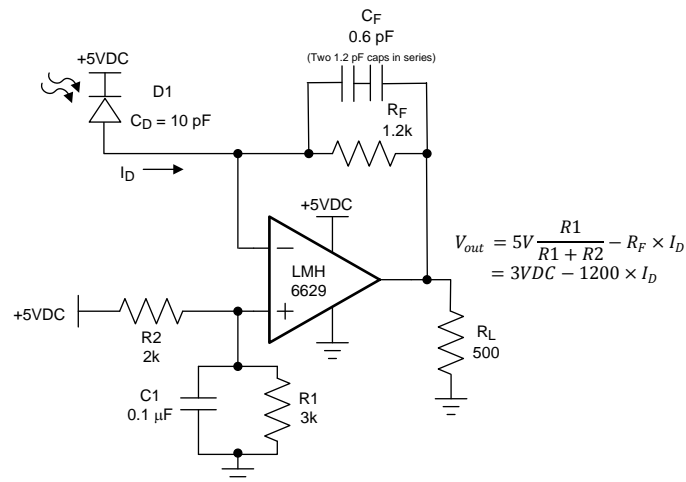 C_F
0.6 pF
(Two 1.2 pF caps in series)
+5VDC
D1
C_D = 10 pF
R_F
1.2k
I_D
+5VDC
−
LMH
6629
+
V_out = 5V R1/(R1 + R2) − R_F × I_D
= 3VDC − 1200 × I_D
+5VDC
R2
2k
R_L
500
C1
0.1 µF
R1
3k